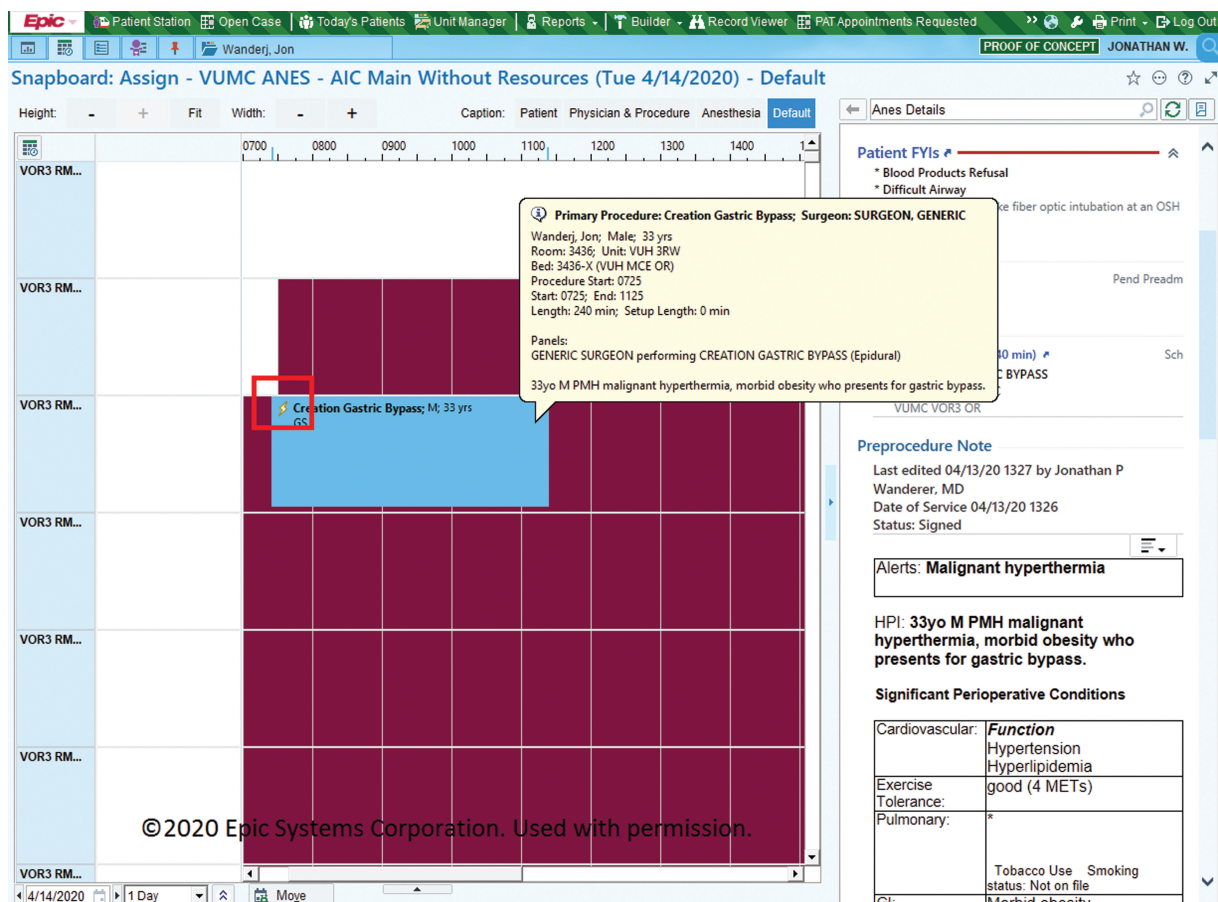 Epic Patient Station Open Case Today's Patients Unit Manager Reports Builder Record Viewer PAT Appointments Requested Print Log Out
Wanderj, Jon PROOF OF CONCEPT JONATHAN W.
Snapboard: Assign - VUMC ANES - AIC Main Without Resources (Tue 4/14/2020) - Default
Height: - + Fit Width: - + Caption: Patient Physician & Procedure Anesthesia Default
0700 0800 0900 1000 1100 1200 1300 1400 1
VOR3 RM...
VOR3 RM...
VOR3 RM...
VOR3 RM...
VOR3 RM...
VOR3 RM...
VOR3 RM...
Creation Gastric Bypass; M; 33 yrs
GS
Primary Procedure: Creation Gastric Bypass; Surgeon: SURGEON, GENERIC
Wanderj, Jon; Male; 33 yrs
Room: 3436; Unit: VUH 3RW
Bed: 3436-X (VUH MCE OR)
Procedure Start: 0725
Start: 0725; End: 1125
Length: 240 min; Setup Length: 0 min
Panels:
GENERIC SURGEON performing CREATION GASTRIC BYPASS (Epidural)
33yo M PMH malignant hyperthermia, morbid obesity who presents for gastric bypass.
©2020 Epic Systems Corporation. Used with permission.
4/14/2020 1 Day Move
Anes Details
Patient FYIs
* Blood Products Refusal
* Difficult Airway
fiber optic intubation at an OSH
Pend Preadm
40 min) Sch
BYPASS
VUMC VOR3 OR
Preprocedure Note
Last edited 04/13/20 1327 by Jonathan P
Wanderer, MD
Date of Service 04/13/20 1326
Status: Signed
Alerts: Malignant hyperthermia
HPI: 33yo M PMH malignant
hyperthermia, morbid obesity who
presents for gastric bypass.
Significant Perioperative Conditions
Cardiovascular: Function
Hypertension
Hyperlipidemia
Exercise good (4 METs)
Tolerance:
Pulmonary: *
Tobacco Use Smoking
status: Not on file
GI: Morbid obesity